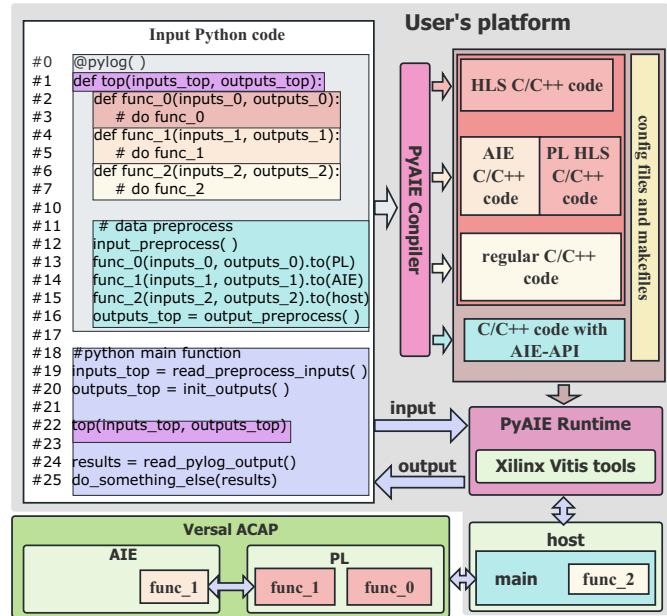 User's platform
Input Python code
#0 @pylog( )
#1 def top(inputs_top, outputs_top):
#2 def func_0(inputs_0, outputs_0):
#3 # do func_0
#4 def func_1(inputs_1, outputs_1):
#5 # do func_1
#6 def func_2(inputs_2, outputs_2):
#7 # do func_2
#10
#11 # data preprocess
#12 input_preprocess( )
#13 func_0(inputs_0, outputs_0).to(PL)
#14 func_1(inputs_1, outputs_1).to(AIE)
#15 func_2(inputs_2, outputs_2).to(host)
#16 outputs_top = output_preprocess( )
#17
#18 #python main function
#19 inputs_top = read_preprocess_inputs( )
#20 outputs_top = init_outputs( )
#21
#22 top(inputs_top, outputs_top)
#23
#24 results = read_pylog_output()
#25 do_something_else(results)
PyAIE Compiler
HLS C/C++ code
AIE
C/C++
code
PL HLS
C/C++
code
regular C/C++
code
C/C++ code with
AIE-API
config files and makefiles
input
output
PyAIE Runtime
Xilinx Vitis tools
Versal ACAP
AIE
func_1
PL
func_1
func_0
host
main
func_2